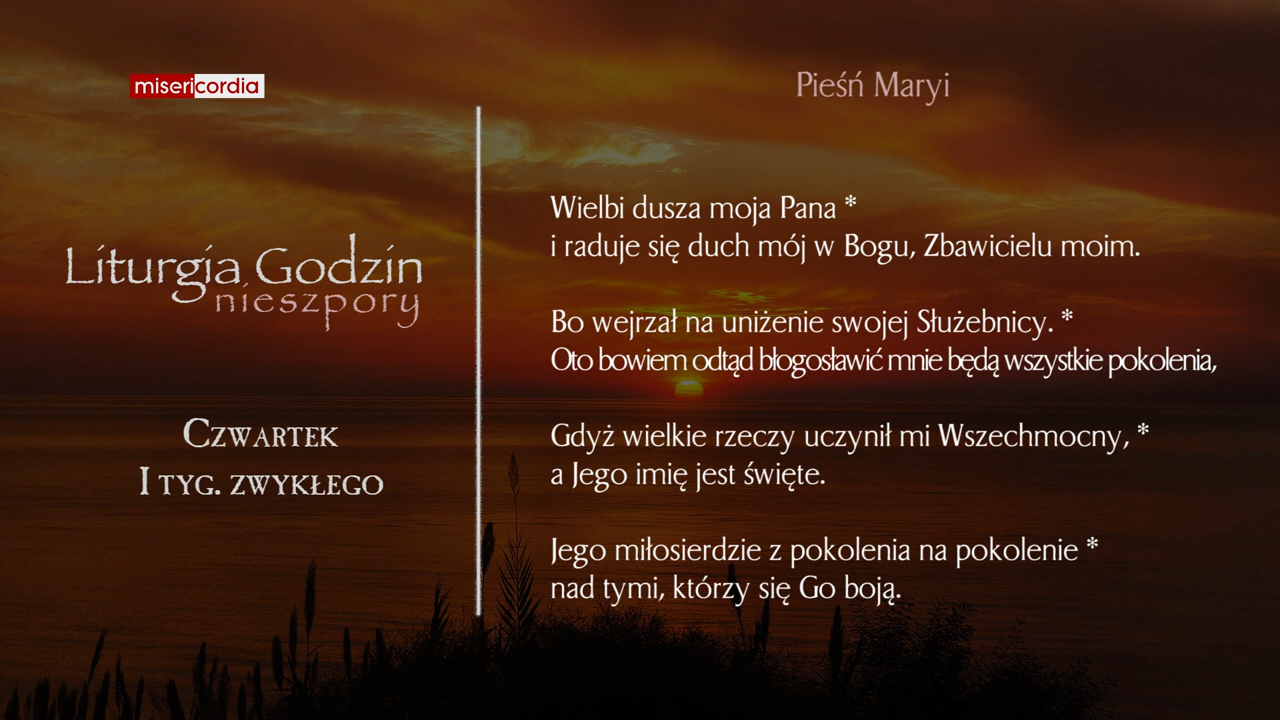 misericordia
Liturgia Godzin
nieszpory
Czwartek
I tyg. zwykłego
Pieśń Maryi
Wielbi dusza moja Pana *
i raduje się duch mój w Bogu, Zbawicielu moim.
Bo wejrzał na uniżenie swojej Służebnicy. *
Oto bowiem odtąd błogosławić mnie będą wszystkie pokolenia,
Gdyż wielkie rzeczy uczynił mi Wszechmocny, *
a Jego imię jest święte.
Jego miłosierdzie z pokolenia na pokolenie *
nad tymi, którzy się Go boją.